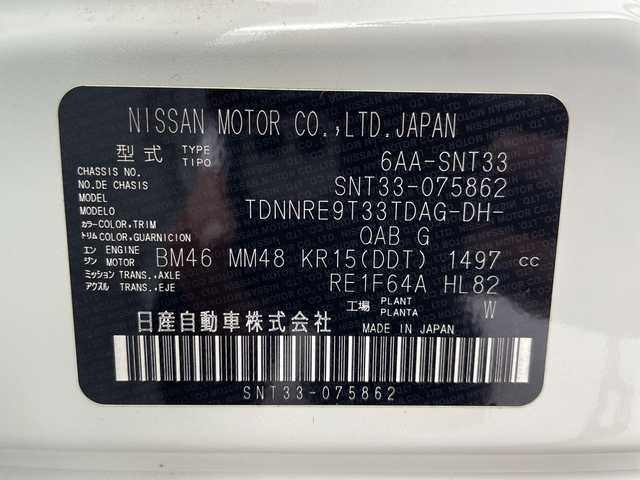 NISSAN MOTOR CO.,LTD.JAPAN
型式 TYPE TIPO 6AA-SNT33
CHASSIS NO.
NO.DE CHASIS SNT33-075862
MODEL
MODELO TDNNRE9T33TDAG-DH-
カラートリム COLOR,TRIM
COLOR,GUARNICION QAB G
エンジン ENGINE MOTOR BM46 MM48 KR15(DDT) 1497 cc
ミッション TRANS.,AXLE
アクスル TRANS.,EJE RE1F64A HL82
工場 PLANT PLANTA W
日産自動車株式会社 MADE IN JAPAN
SNT33-075862